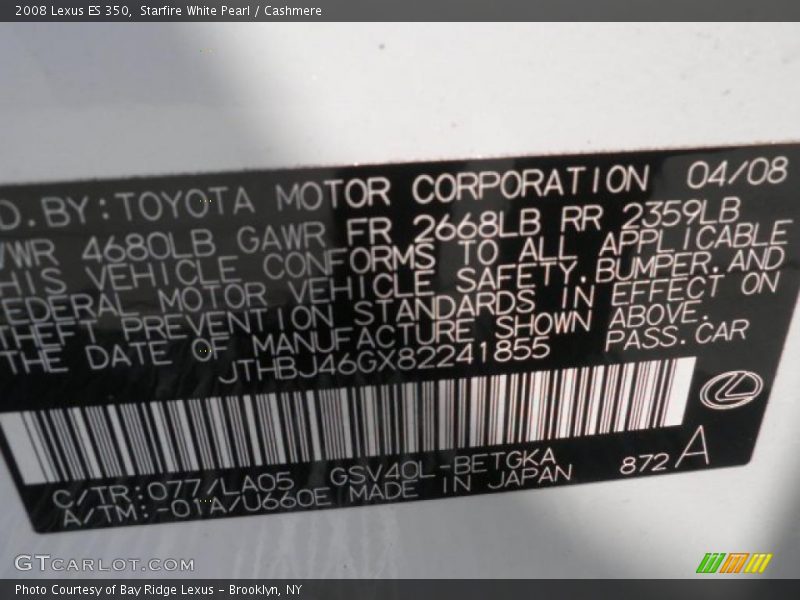 2008 Lexus ES 350, Starfire White Pearl / Cashmere
D.BY:TOYOTA MOTOR CORPORATION 04/08
VWR 4680LB GAWR FR 2668LB RR 2359LB
HIS VEHICLE CONFORMS TO ALL APPLICABLE
EDERAL MOTOR VEHICLE SAFETY,BUMPER,AND
THEFT PREVENTION STANDARDS IN EFFECT ON
THE DATE OF MANUFACTURE SHOWN ABOVE.
JTHBJ46GX82241855 PASS.CAR
C/TR:077/LA05 GSV40L-BETGKA
A/TM:-01A/U660E MADE IN JAPAN 872 A
GTCARLOT.COM
Photo Courtesy of Bay Ridge Lexus - Brooklyn, NY